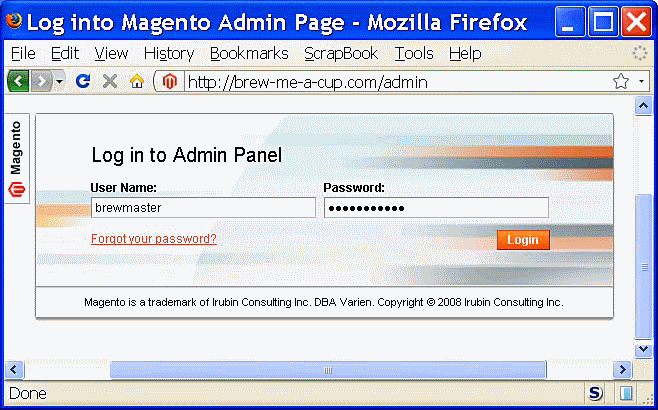 Log into Magento Admin Page - Mozilla Firefox
File Edit View History Bookmarks ScrapBook Tools Help
http://brew-me-a-cup.com/admin
Magento
Log in to Admin Panel
User Name: Password:
brewmaster •••••••••••
Forgot your password? Login
Magento is a trademark of Irubin Consulting Inc. DBA Varien. Copyright © 2008 Irubin Consulting Inc.
Done S